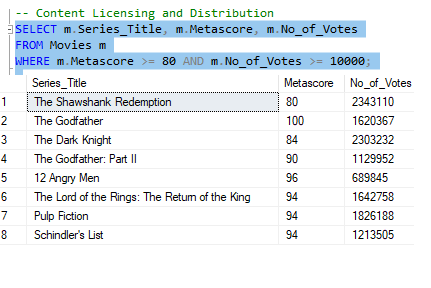 -- Content Licensing and Distribution
SELECT m.Series_Title, m.Metascore, m.No_of_Votes
FROM Movies m
WHERE m.Metascore >= 80 AND m.No_of_Votes >= 10000;
Series_Title Metascore No_of_Votes
1 The Shawshank Redemption 80 2343110
2 The Godfather 100 1620367
3 The Dark Knight 84 2303232
4 The Godfather: Part II 90 1129952
5 12 Angry Men 96 689845
6 The Lord of the Rings: The Return of the King 94 1642758
7 Pulp Fiction 94 1826188
8 Schindler's List 94 1213505